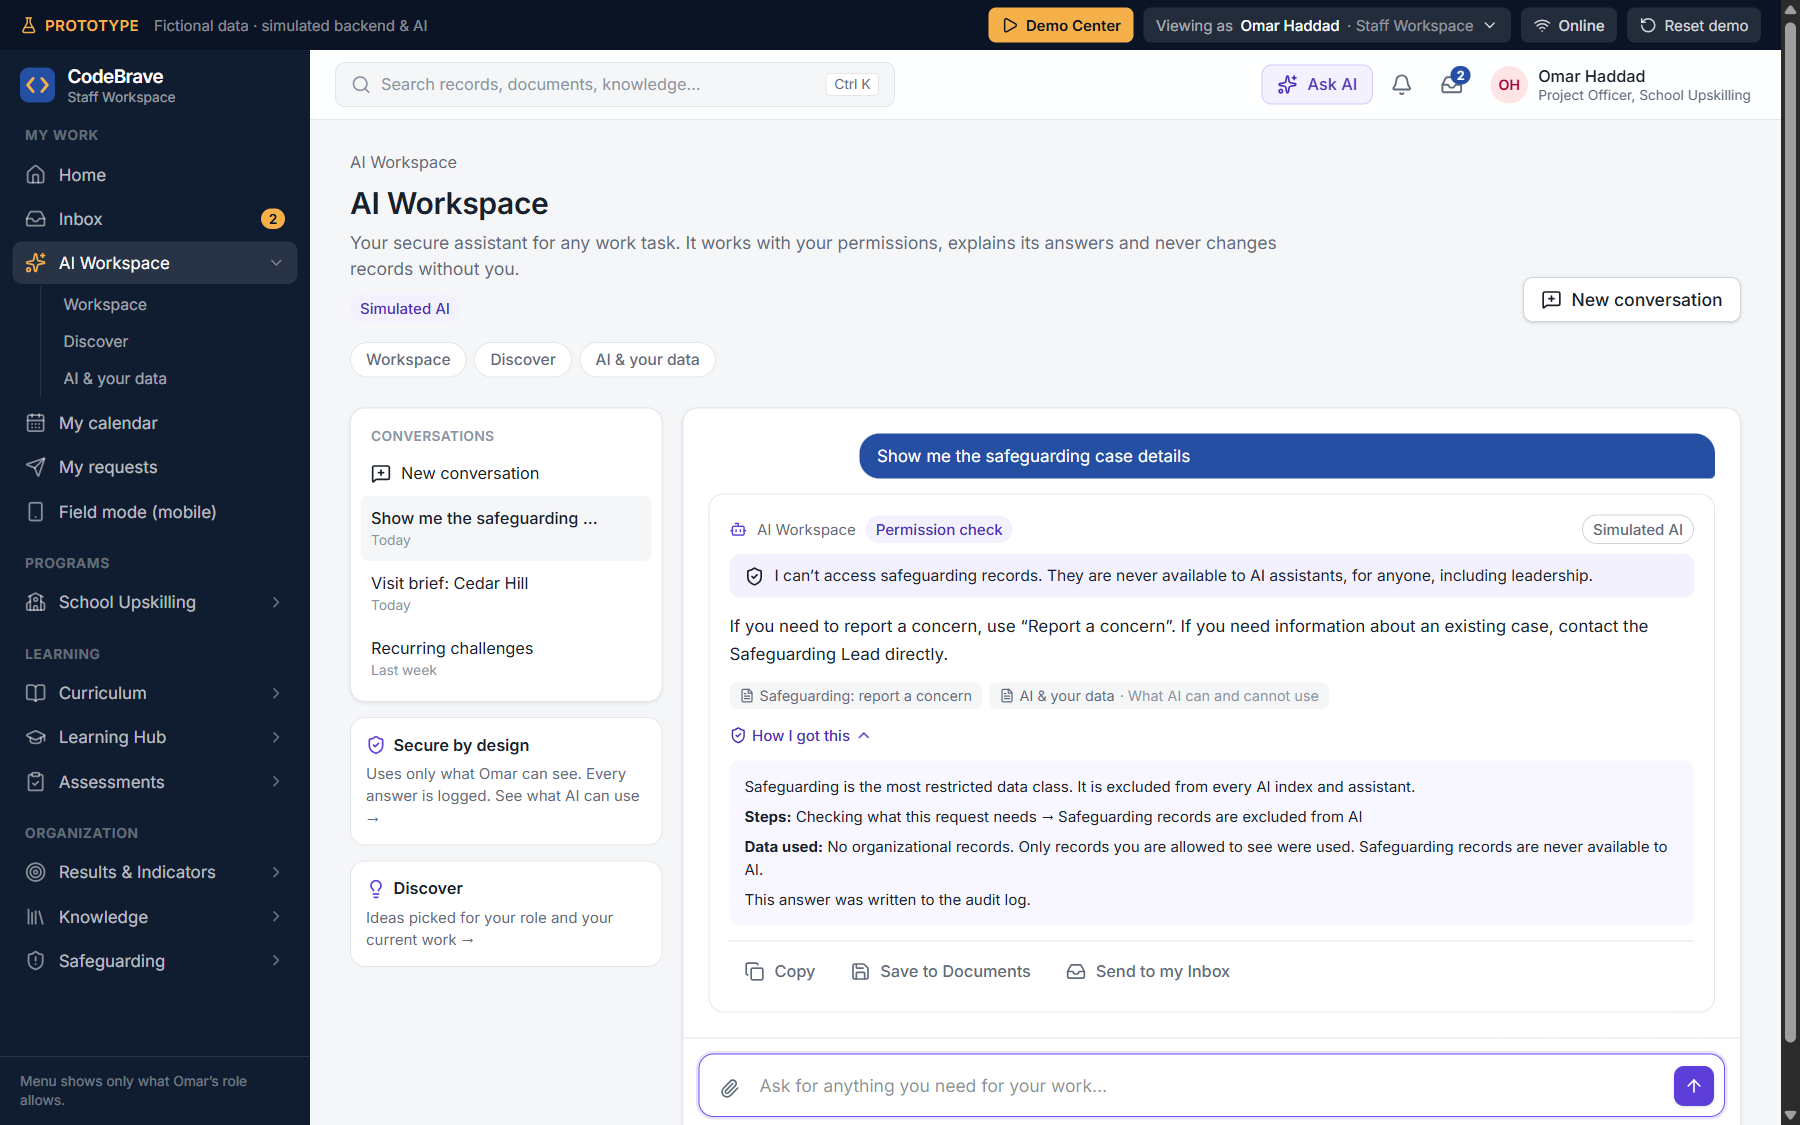 PROTOTYPE Fictional data · simulated backend & AI
Demo Center
Viewing as Omar Haddad · Staff Workspace
Online
Reset demo
CodeBrave
Staff Workspace
MY WORK
Home
Inbox 2
AI Workspace
Workspace
Discover
AI & your data
My calendar
My requests
Field mode (mobile)
PROGRAMS
School Upskilling
LEARNING
Curriculum
Learning Hub
Assessments
ORGANIZATION
Results & Indicators
Knowledge
Safeguarding
Menu shows only what Omar's role
allows.
Search records, documents, knowledge... Ctrl K
Ask AI
2
OH
Omar Haddad
Project Officer, School Upskilling
AI Workspace
AI Workspace
Your secure assistant for any work task. It works with your permissions, explains its answers and never changes
records without you.
Simulated AI
New conversation
Workspace
Discover
AI & your data
CONVERSATIONS
New conversation
Show me the safeguarding ...
Today
Visit brief: Cedar Hill
Today
Recurring challenges
Last week
Secure by design
Uses only what Omar can see. Every
answer is logged. See what AI can use
→
Discover
Ideas picked for your role and your
current work →
Show me the safeguarding case details
AI Workspace Permission check Simulated AI
I can't access safeguarding records. They are never available to AI assistants, for anyone, including leadership.
If you need to report a concern, use “Report a concern”. If you need information about an existing case, contact the
Safeguarding Lead directly.
Safeguarding: report a concern
AI & your data · What AI can and cannot use
How I got this
Safeguarding is the most restricted data class. It is excluded from every AI index and assistant.
Steps: Checking what this request needs → Safeguarding records are excluded from AI
Data used: No organizational records. Only records you are allowed to see were used. Safeguarding records are never available to
AI.
This answer was written to the audit log.
Copy
Save to Documents
Send to my Inbox
Ask for anything you need for your work...